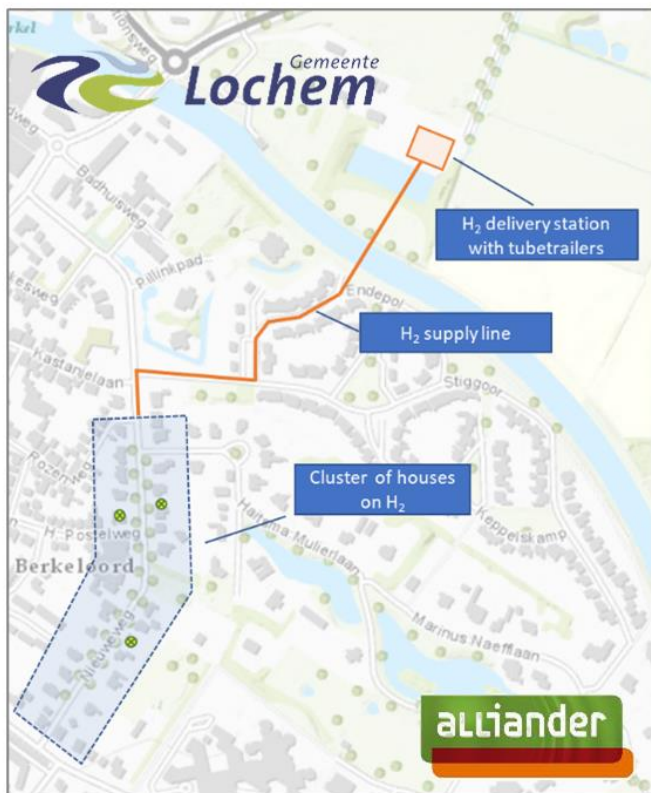 Gemeente
Lochem
Badhuisweg
Pillinkpad
H₂ delivery station
with tubetrailers
Endepol
H₂ supply line
Kastanjelaan
Stiggoor
Rozenweg
Cluster of houses
on H₂
H. Postelweg
Haitsma Mulierlaan
Keppelskamp
Berkeloord
Nieuweweg
Marinus Naefflaan
alliander